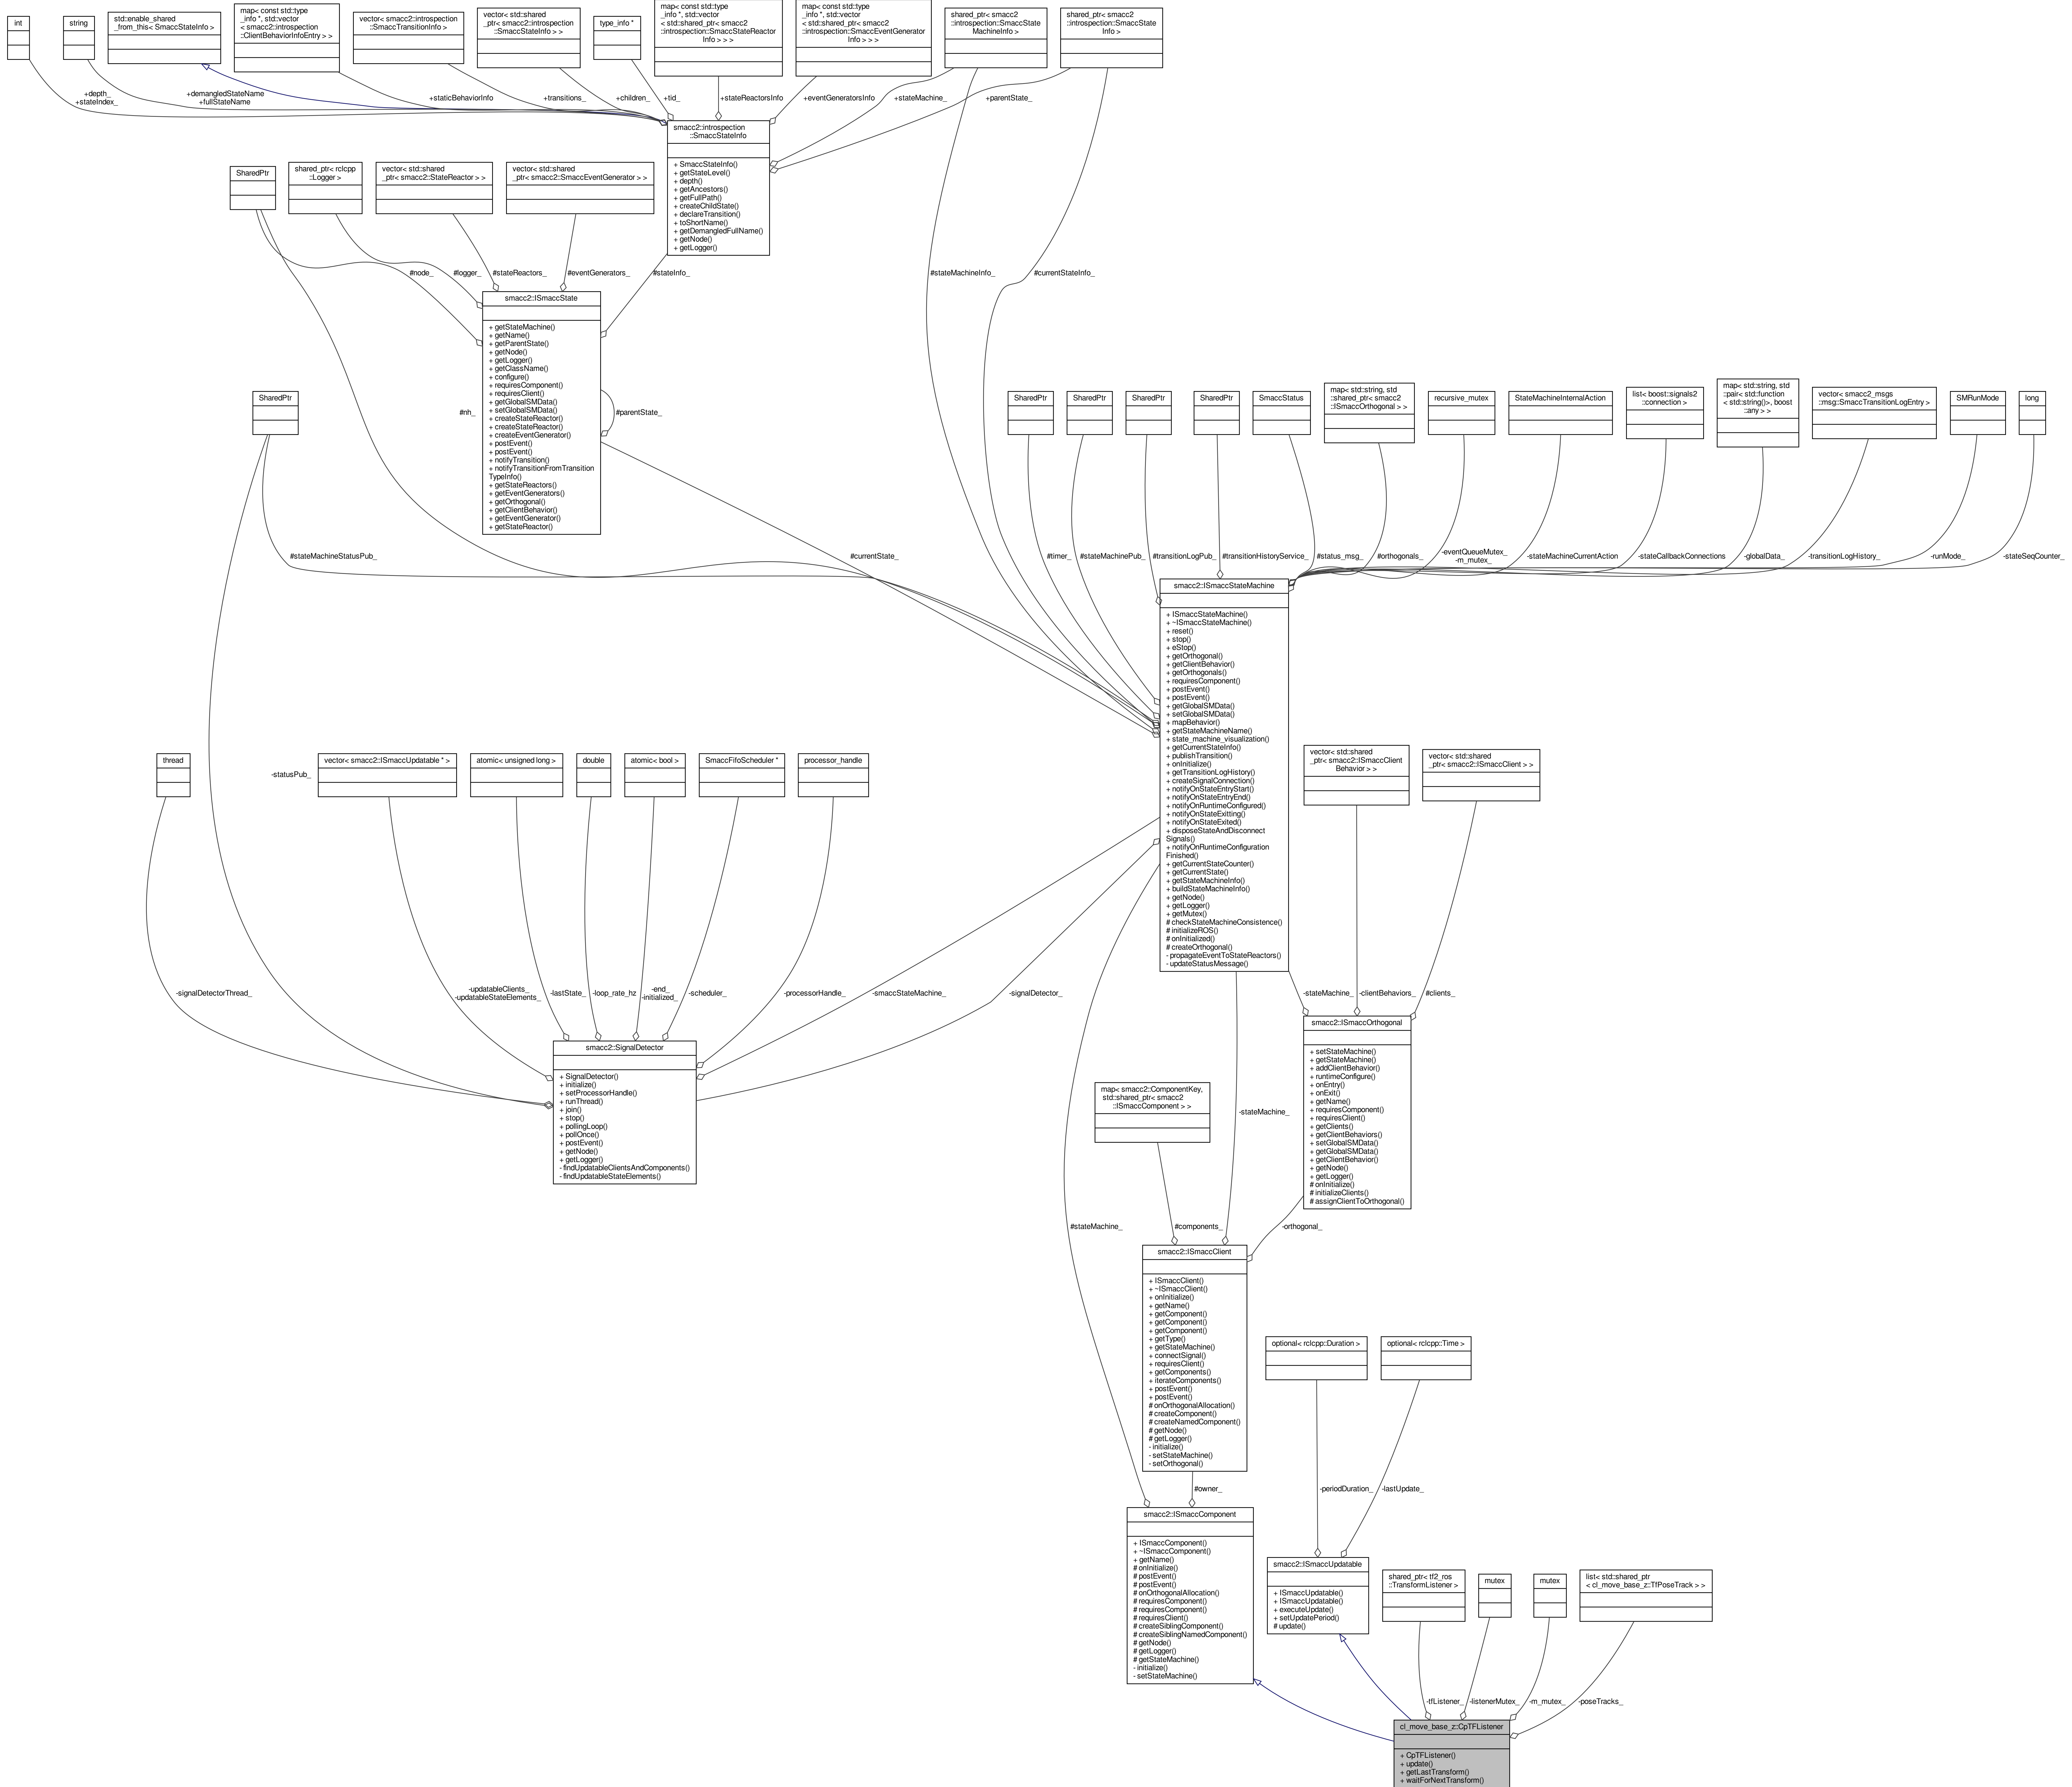 int
string
std::enable_shared
_from_this< SmaccStateInfo >
map< const std::type
_info *, std::vector
< smacc2::introspection
::ClientBehaviorInfoEntry > >
vector< smacc2::introspection
::SmaccTransitionInfo >
vector< std::shared
_ptr< smacc2::introspection
::SmaccStateInfo > >
type_info *
map< const std::type
_info *, std::vector
< std::shared_ptr< smacc2
::introspection::SmaccStateReactor
Info > > >
map< const std::type
_info *, std::vector
< std::shared_ptr< smacc2
::introspection::SmaccEventGenerator
Info > > >
shared_ptr< smacc2
::introspection::SmaccState
MachineInfo >
shared_ptr< smacc2
::introspection::SmaccState
Info >
+depth_
+stateIndex_
+demangledStateName
+fullStateName
+staticBehaviorInfo
+transitions_
+children_
+tid_
+stateReactorsInfo
+eventGeneratorsInfo
+stateMachine_
+parentState_
smacc2::introspection
::SmaccStateInfo
+ SmaccStateInfo()
+ getStateLevel()
+ depth()
+ getAncestors()
+ getFullPath()
+ createChildState()
+ declareTransition()
+ toShortName()
+ getDemangledFullName()
+ getNode()
+ getLogger()
SharedPtr
shared_ptr< rclcpp
::Logger >
vector< std::shared
_ptr< smacc2::StateReactor > >
vector< std::shared
_ptr< smacc2::SmaccEventGenerator > >
#node_
#logger_
#stateReactors_
#eventGenerators_
#stateInfo_
#stateMachineInfo_
#currentStateInfo_
smacc2::ISmaccState
+ getStateMachine()
+ getName()
+ getParentState()
+ getNode()
+ getLogger()
+ getClassName()
+ configure()
+ requiresComponent()
+ requiresClient()
+ getGlobalSMData()
+ setGlobalSMData()
+ createStateReactor()
+ createStateReactor()
+ createEventGenerator()
+ postEvent()
+ postEvent()
+ notifyTransition()
+ notifyTransitionFromTransition
TypeInfo()
+ getStateReactors()
+ getEventGenerators()
+ getOrthogonal()
+ getClientBehavior()
+ getEventGenerator()
+ getStateReactor()
#nh_
#parentState_
SharedPtr
SharedPtr
SharedPtr
SharedPtr
SharedPtr
SmaccStatus
map< std::string, std
::shared_ptr< smacc2
::ISmaccOrthogonal > >
recursive_mutex
StateMachineInternalAction
list< boost::signals2
::connection >
map< std::string, std
::pair< std::function
< std::string()>, boost
::any > >
vector< smacc2_msgs
::msg::SmaccTransitionLogEntry >
SMRunMode
long
#stateMachineStatusPub_
#currentState_
#timer_
#stateMachinePub_
#transitionLogPub_
#transitionHistoryService_
#status_msg_
#orthogonals_
-eventQueueMutex_
-m_mutex_
-stateMachineCurrentAction
-stateCallbackConnections
-globalData_
-transitionLogHistory_
-runMode_
-stateSeqCounter_
smacc2::ISmaccStateMachine
+ ISmaccStateMachine()
+ ~ISmaccStateMachine()
+ reset()
+ stop()
+ eStop()
+ getOrthogonal()
+ getClientBehavior()
+ getOrthogonals()
+ requiresComponent()
+ postEvent()
+ postEvent()
+ getGlobalSMData()
+ setGlobalSMData()
+ mapBehavior()
+ getStateMachineName()
+ state_machine_visualization()
+ getCurrentStateInfo()
+ publishTransition()
+ onInitialize()
+ getTransitionLogHistory()
+ createSignalConnection()
+ notifyOnStateEntryStart()
+ notifyOnStateEntryEnd()
+ notifyOnRuntimeConfigured()
+ notifyOnStateExitting()
+ notifyOnStateExited()
+ disposeStateAndDisconnect
Signals()
+ notifyOnRuntimeConfiguration
Finished()
+ getCurrentStateCounter()
+ getCurrentState()
+ getStateMachineInfo()
+ buildStateMachineInfo()
+ getNode()
+ getLogger()
+ getMutex()
# checkStateMachineConsistence()
# initializeROS()
# onInitialized()
# createOrthogonal()
- propagateEventToStateReactors()
- updateStatusMessage()
thread
-statusPub_
vector< smacc2::ISmaccUpdatable * >
atomic< unsigned long >
double
atomic< bool >
SmaccFifoScheduler *
processor_handle
vector< std::shared
_ptr< smacc2::ISmaccClient
Behavior > >
vector< std::shared
_ptr< smacc2::ISmaccClient > >
-signalDetectorThread_
-updatableClients_
-updatableStateElements_
-lastState_
-loop_rate_hz
-end_
-initialized_
-scheduler_
-processorHandle_
-smaccStateMachine_
-signalDetector_
-stateMachine_
-clientBehaviors_
#clients_
smacc2::SignalDetector
+ SignalDetector()
+ initialize()
+ setProcessorHandle()
+ runThread()
+ join()
+ stop()
+ pollingLoop()
+ pollOnce()
+ postEvent()
+ getNode()
+ getLogger()
- findUpdatableClientsAndComponents()
- findUpdatableStateElements()
smacc2::ISmaccOrthogonal
+ setStateMachine()
+ getStateMachine()
+ addClientBehavior()
+ runtimeConfigure()
+ onEntry()
+ onExit()
+ getName()
+ requiresComponent()
+ requiresClient()
+ getClients()
+ getClientBehaviors()
+ setGlobalSMData()
+ getGlobalSMData()
+ getClientBehavior()
+ getNode()
+ getLogger()
# onInitialize()
# initializeClients()
# assignClientToOrthogonal()
map< smacc2::ComponentKey,
std::shared_ptr< smacc2
::ISmaccComponent > >
-stateMachine_
#stateMachine_
#components_
-orthogonal_
smacc2::ISmaccClient
+ ISmaccClient()
+ ~ISmaccClient()
+ onInitialize()
+ getName()
+ getComponent()
+ getComponent()
+ getComponent()
+ getType()
+ getStateMachine()
+ connectSignal()
+ requiresClient()
+ getComponents()
+ iterateComponents()
+ postEvent()
+ postEvent()
# onOrthogonalAllocation()
# createComponent()
# createNamedComponent()
# getNode()
# getLogger()
- initialize()
- setStateMachine()
- setOrthogonal()
optional< rclcpp::Duration >
optional< rclcpp::Time >
#owner_
-periodDuration_
-lastUpdate_
smacc2::ISmaccComponent
+ ISmaccComponent()
+ ~ISmaccComponent()
+ getName()
# onInitialize()
# postEvent()
# postEvent()
# onOrthogonalAllocation()
# requiresComponent()
# requiresComponent()
# requiresClient()
# createSiblingComponent()
# createSiblingNamedComponent()
# getNode()
# getLogger()
# getStateMachine()
- initialize()
- setStateMachine()
smacc2::ISmaccUpdatable
+ ISmaccUpdatable()
+ ISmaccUpdatable()
+ executeUpdate()
+ setUpdatePeriod()
# update()
shared_ptr< tf2_ros
::TransformListener >
mutex
mutex
list< std::shared_ptr
< cl_move_base_z::TfPoseTrack > >
-tfListener_
-listenerMutex_
-m_mutex_
-poseTracks_
cl_move_base_z::CpTFListener
+ CpTFListener()
+ update()
+ getLastTransform()
+ waitForNextTransform()